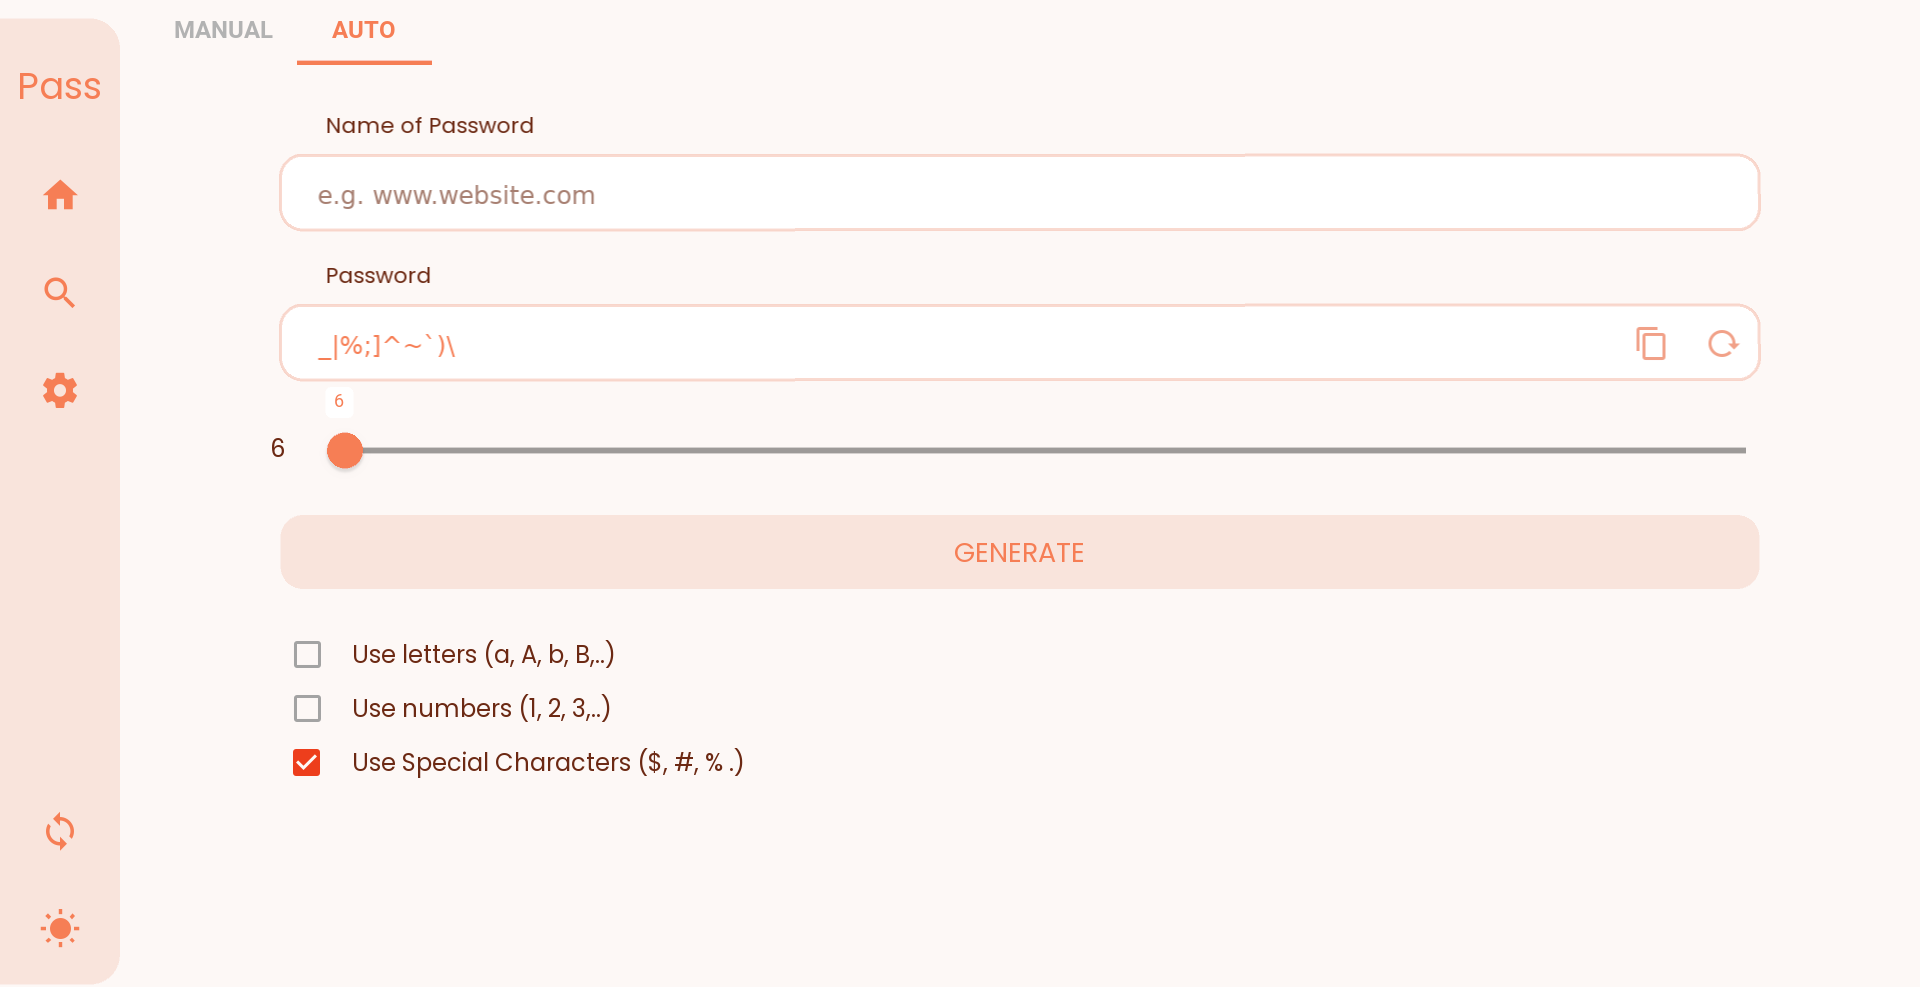 MANUAL AUTO
Pass
Name of Password
e.g. www.website.com
Password
_|%;]^~`)\
6
6
GENERATE
Use letters (a, A, b, B,..)
Use numbers (1, 2, 3,..)
Use Special Characters ($, #, % .)